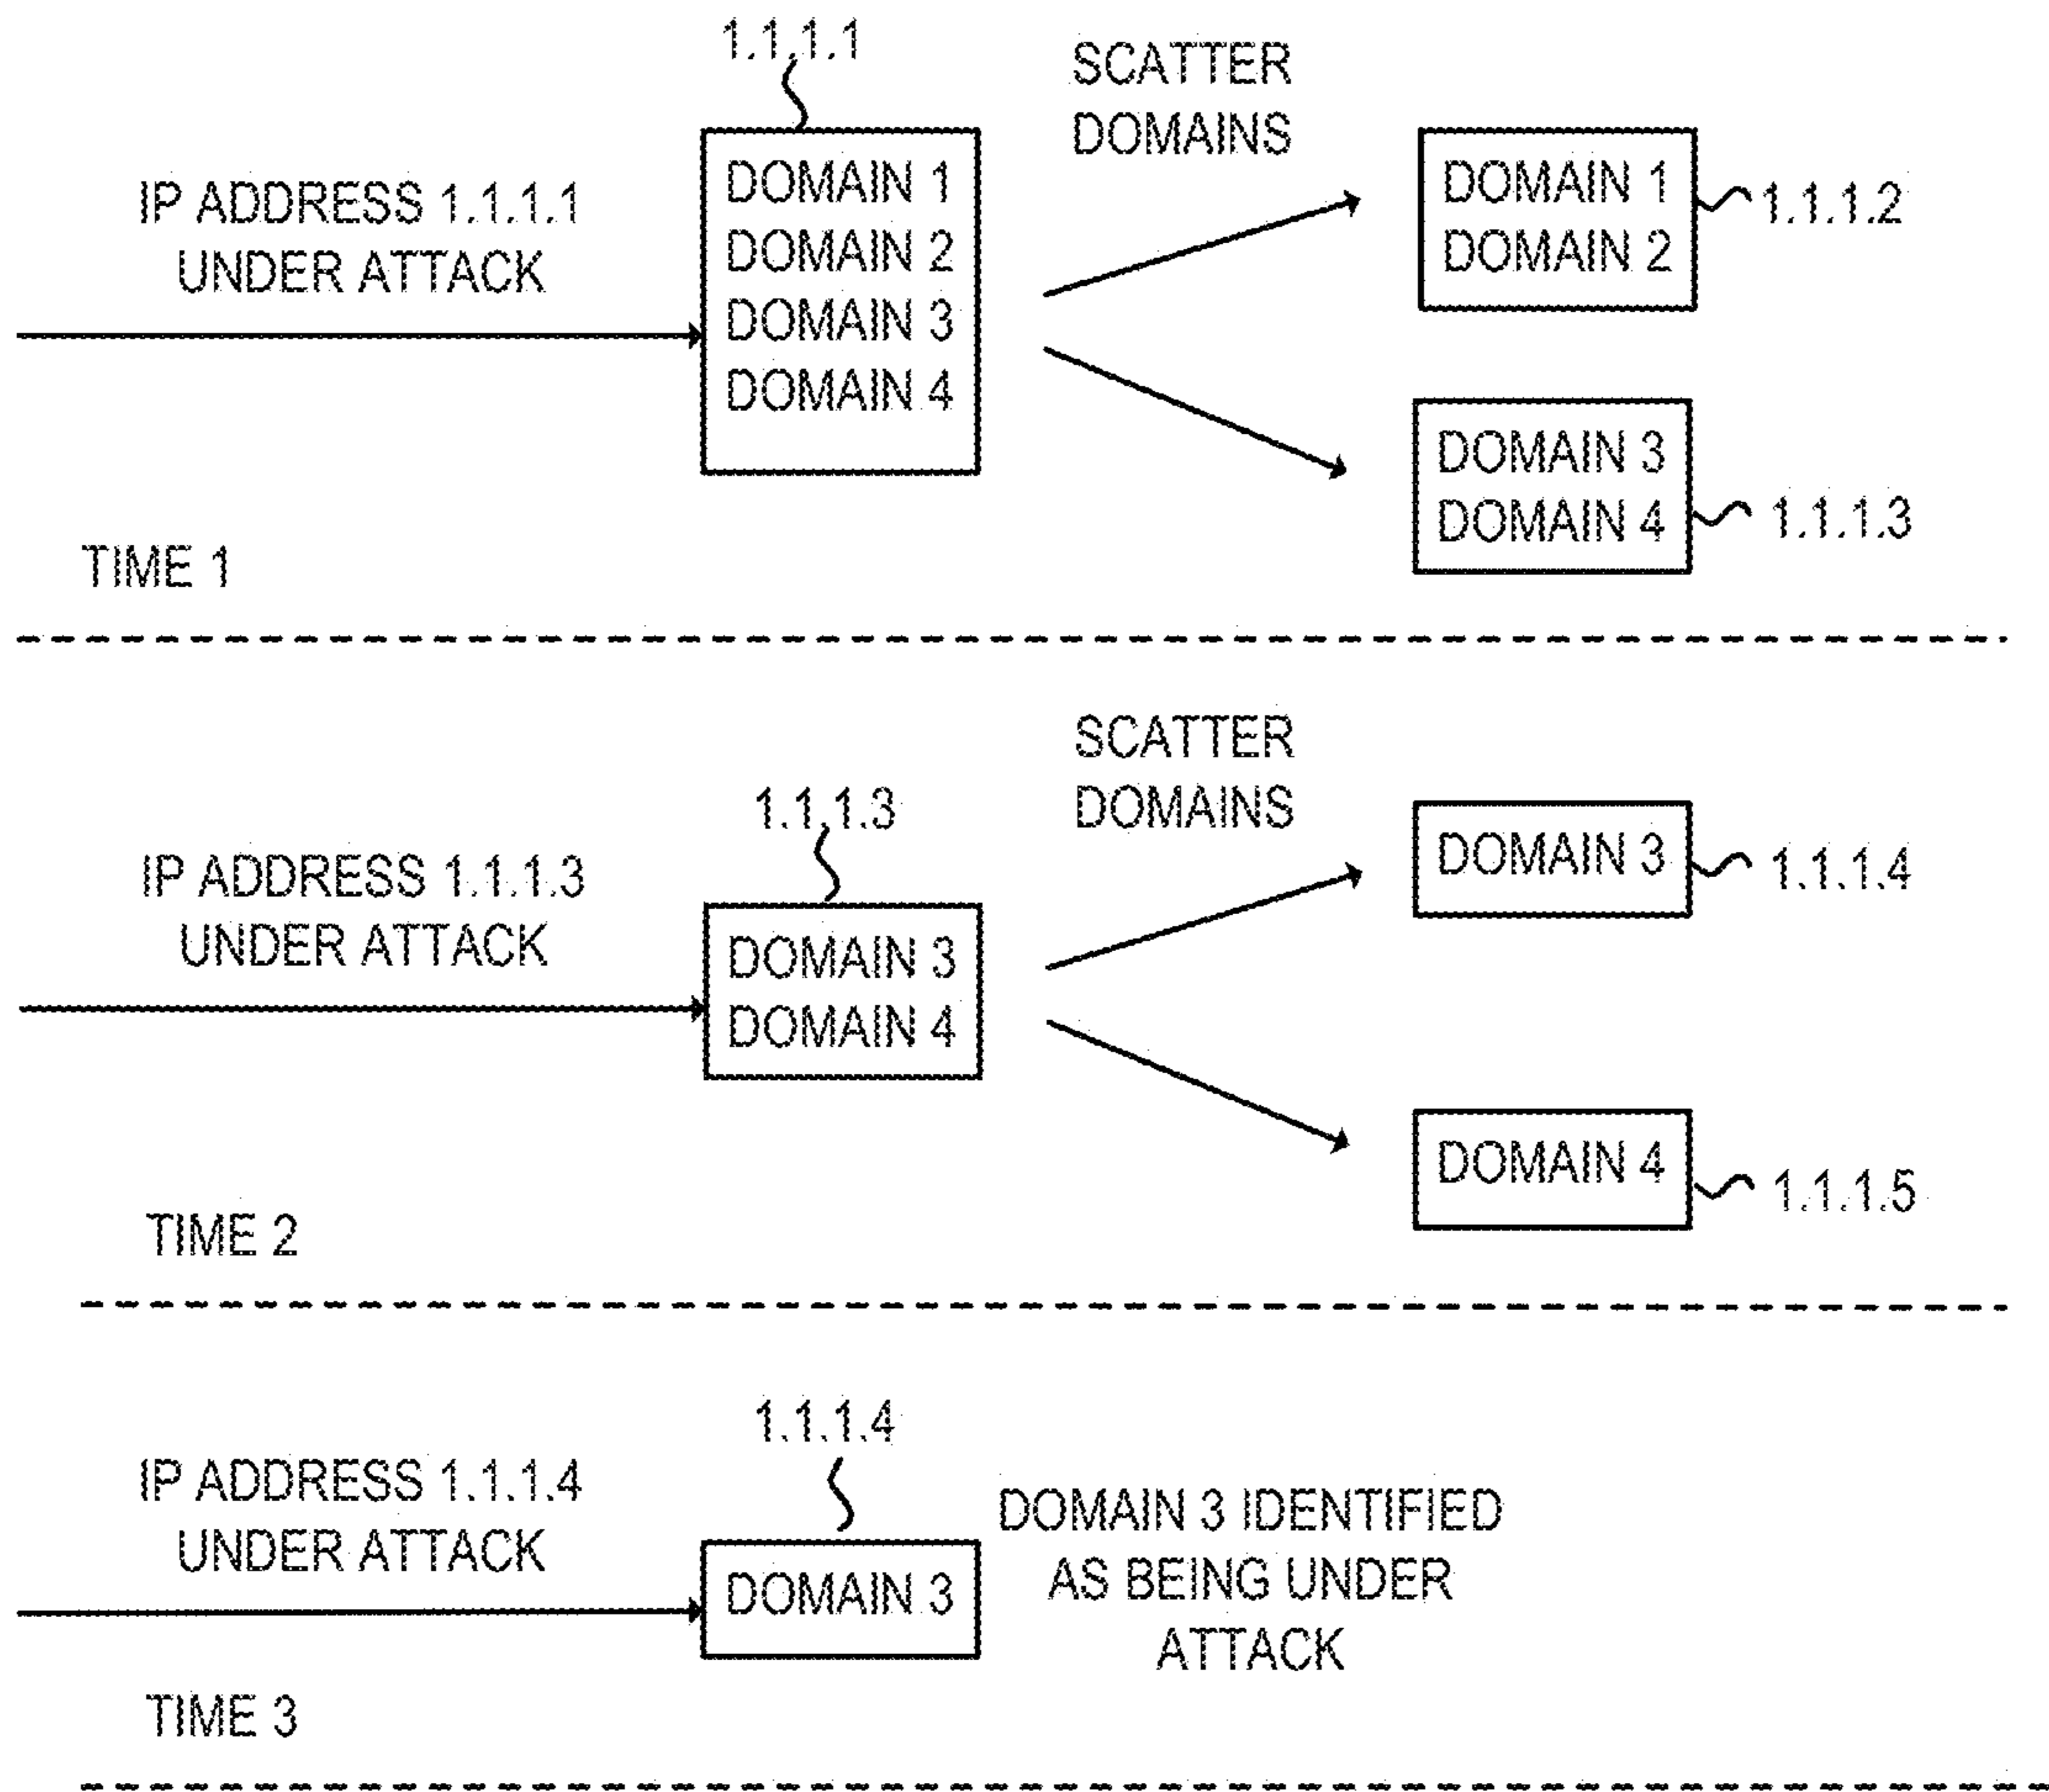 1.1.1.1
SCATTER
DOMAINS
IP ADDRESS 1.1.1.1
UNDER ATTACK
DOMAIN 1
DOMAIN 2
DOMAIN 3
DOMAIN 4
DOMAIN 1
DOMAIN 2
1.1.1.2
DOMAIN 3
DOMAIN 4
1.1.1.3
TIME 1
SCATTER
DOMAINS
1.1.1.3
IP ADDRESS 1.1.1.3
UNDER ATTACK
DOMAIN 3
DOMAIN 4
DOMAIN 3
1.1.1.4
DOMAIN 4
1.1.1.5
TIME 2
1.1.1.4
IP ADDRESS 1.1.1.4
UNDER ATTACK
DOMAIN 3
DOMAIN 3 IDENTIFIED
AS BEING UNDER
ATTACK
TIME 3